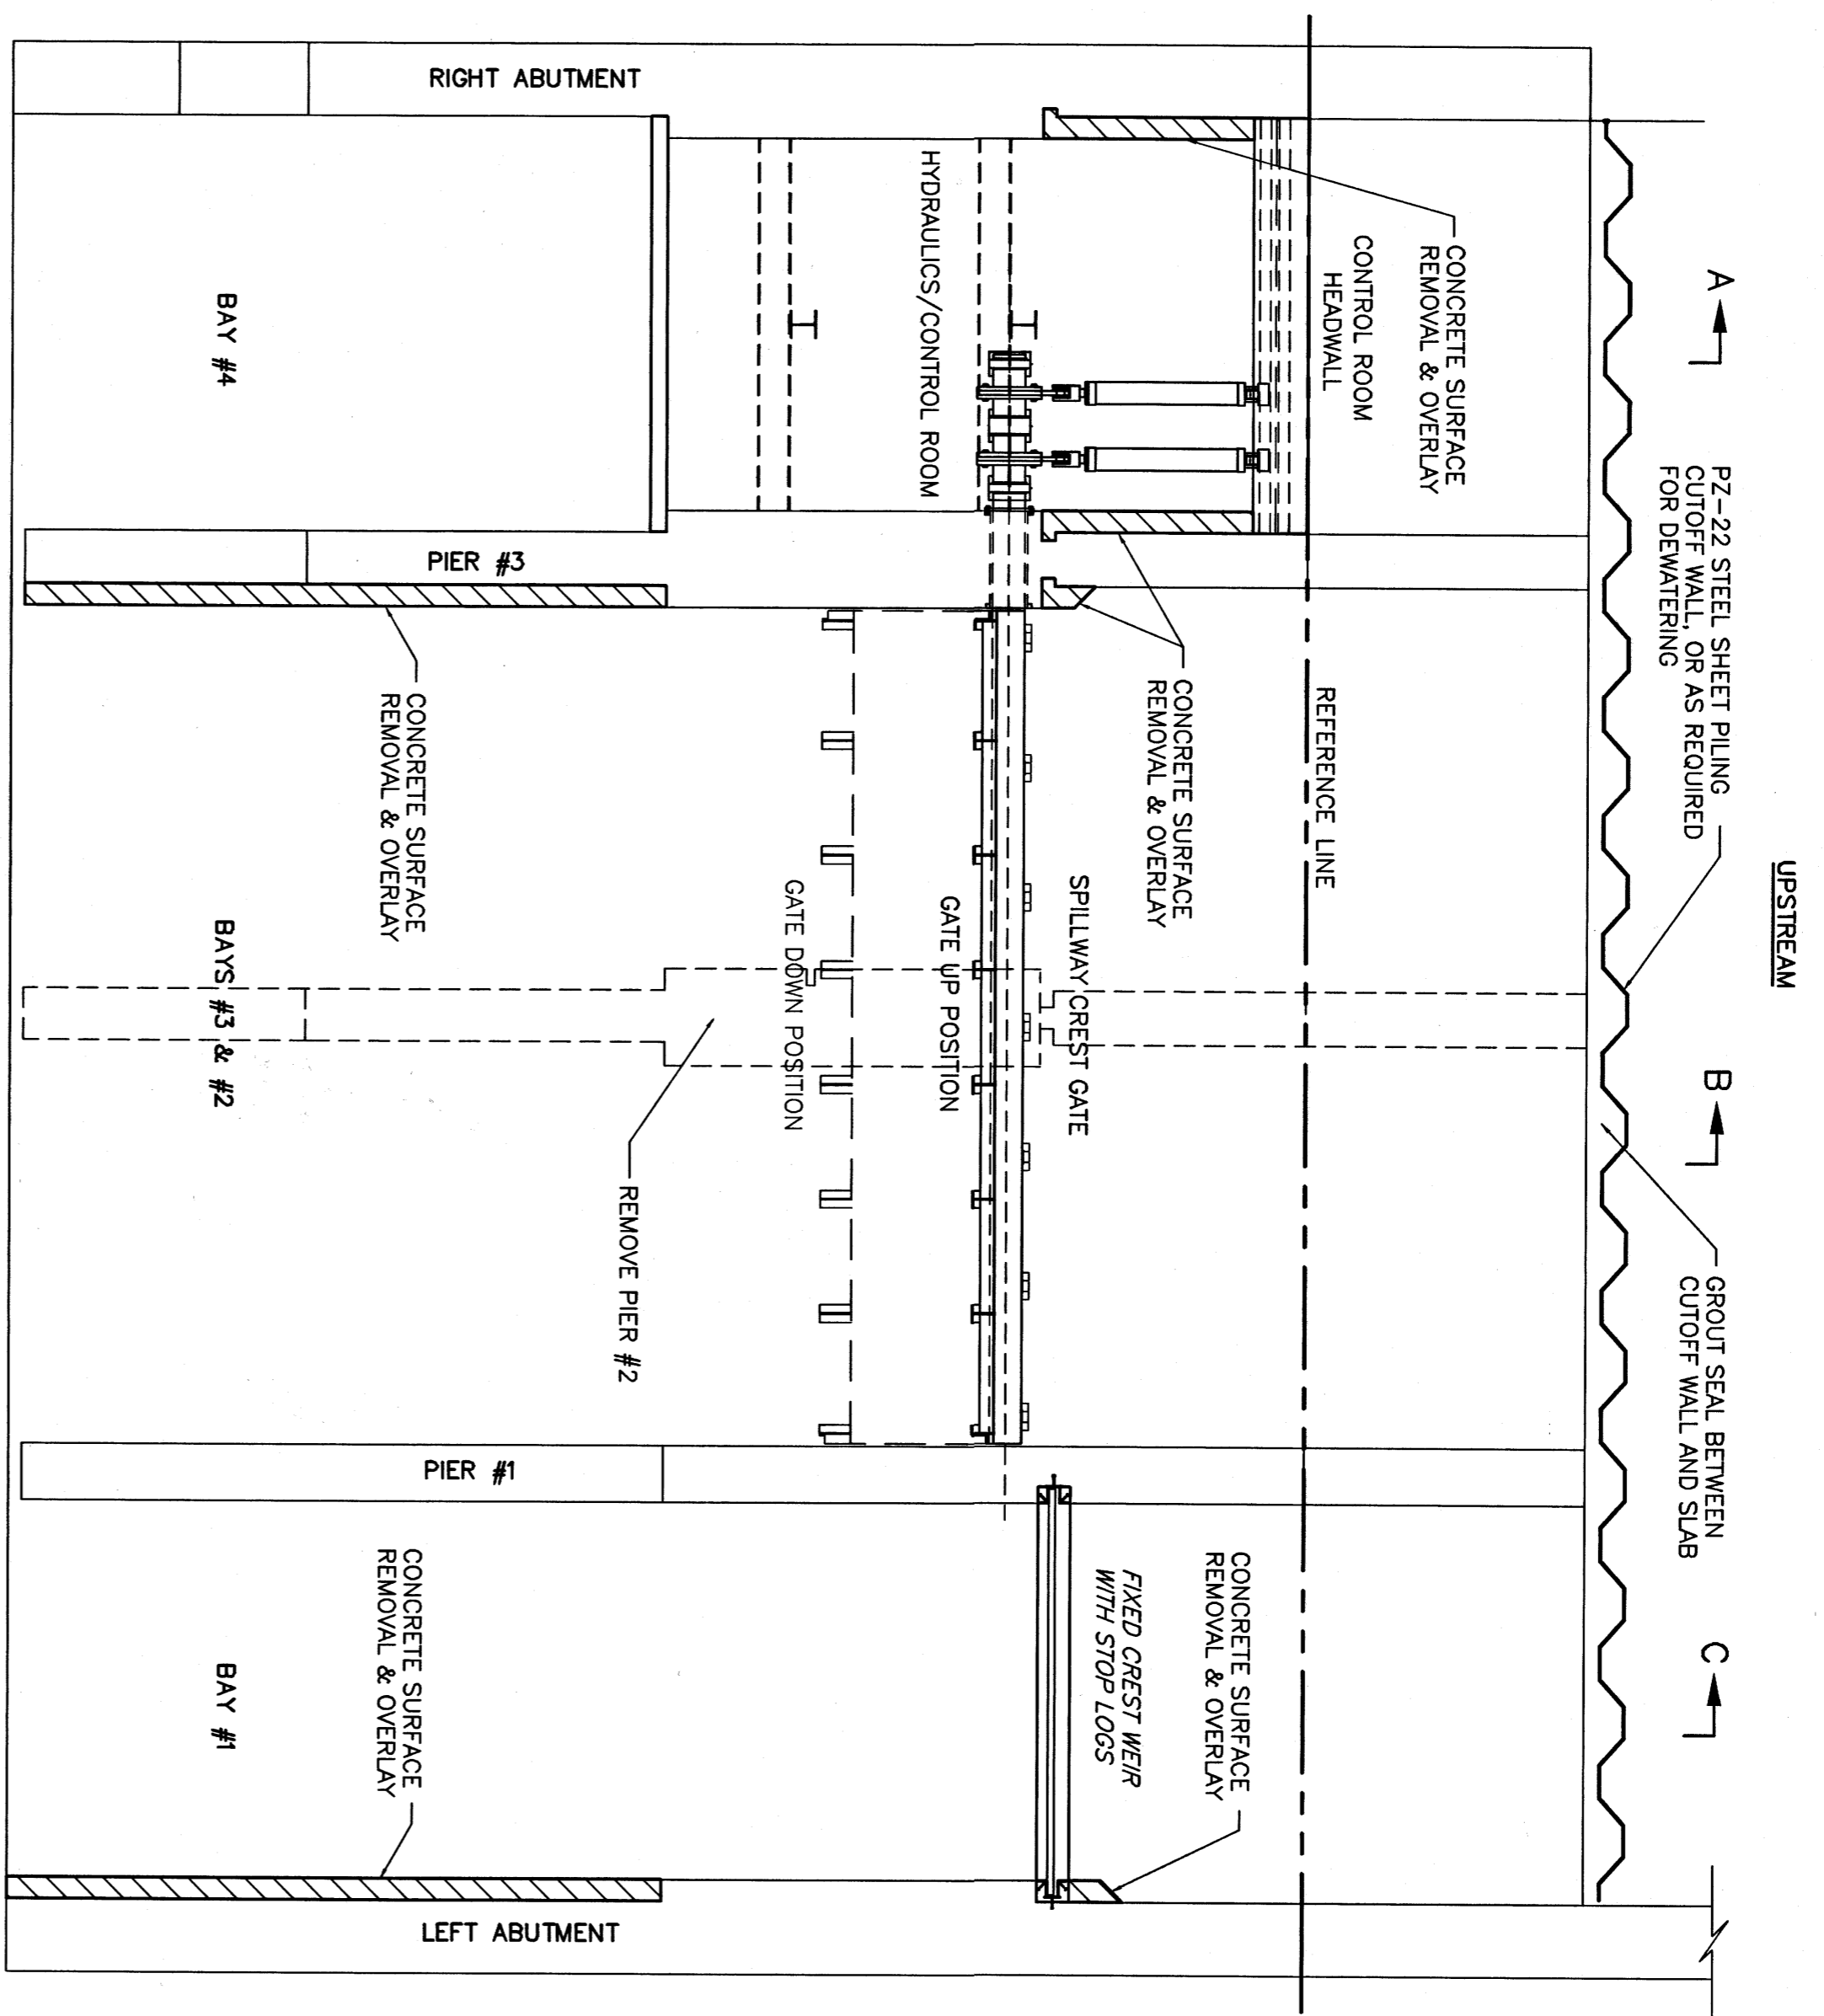 UPSTREAM
A
B
C
PZ-22 STEEL SHEET PILING
CUTOFF WALL, OR AS REQUIRED
FOR DEWATERING
GROUT SEAL BETWEEN
CUTOFF WALL AND SLAB
CONCRETE SURFACE
REMOVAL & OVERLAY
CONTROL ROOM
HEADWALL
REFERENCE LINE
CONCRETE SURFACE
REMOVAL & OVERLAY
CONCRETE SURFACE
REMOVAL & OVERLAY
SPILLWAY CREST GATE
FIXED CREST WEIR
WITH STOP LOGS
HYDRAULICS/CONTROL ROOM
GATE UP POSITION
GATE DOWN POSITION
REMOVE PIER #2
RIGHT ABUTMENT
PIER #3
PIER #1
LEFT ABUTMENT
CONCRETE SURFACE
REMOVAL & OVERLAY
CONCRETE SURFACE
REMOVAL & OVERLAY
BAY #4
BAYS #3 & #2
BAY #1